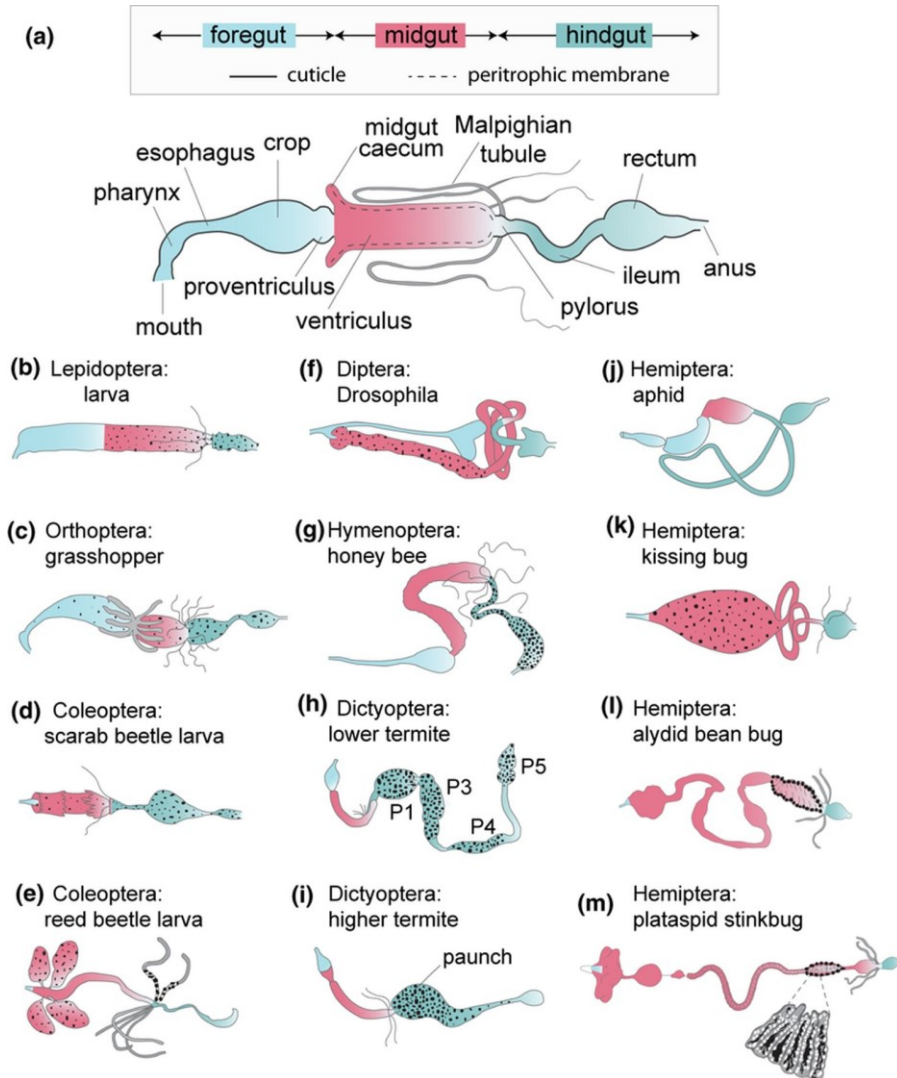 (a)
foregut midgut hindgut
cuticle peritrophic membrane
midgut
caecum
Malpighian
tubule
rectum
crop
esophagus
pharynx
proventriculus
mouth
ventriculus
pylorus
ileum
anus
(b) Lepidoptera:
larva
(f) Diptera:
Drosophila
(j) Hemiptera:
aphid
(c) Orthoptera:
grasshopper
(g) Hymenoptera:
honey bee
(k) Hemiptera:
kissing bug
(d) Coleoptera:
scarab beetle larva
(h) Dictyoptera:
lower termite
P1
P3
P4
P5
(l) Hemiptera:
alydid bean bug
(e) Coleoptera:
reed beetle larva
(i) Dictyoptera:
higher termite
paunch
(m) Hemiptera:
plataspid stinkbug